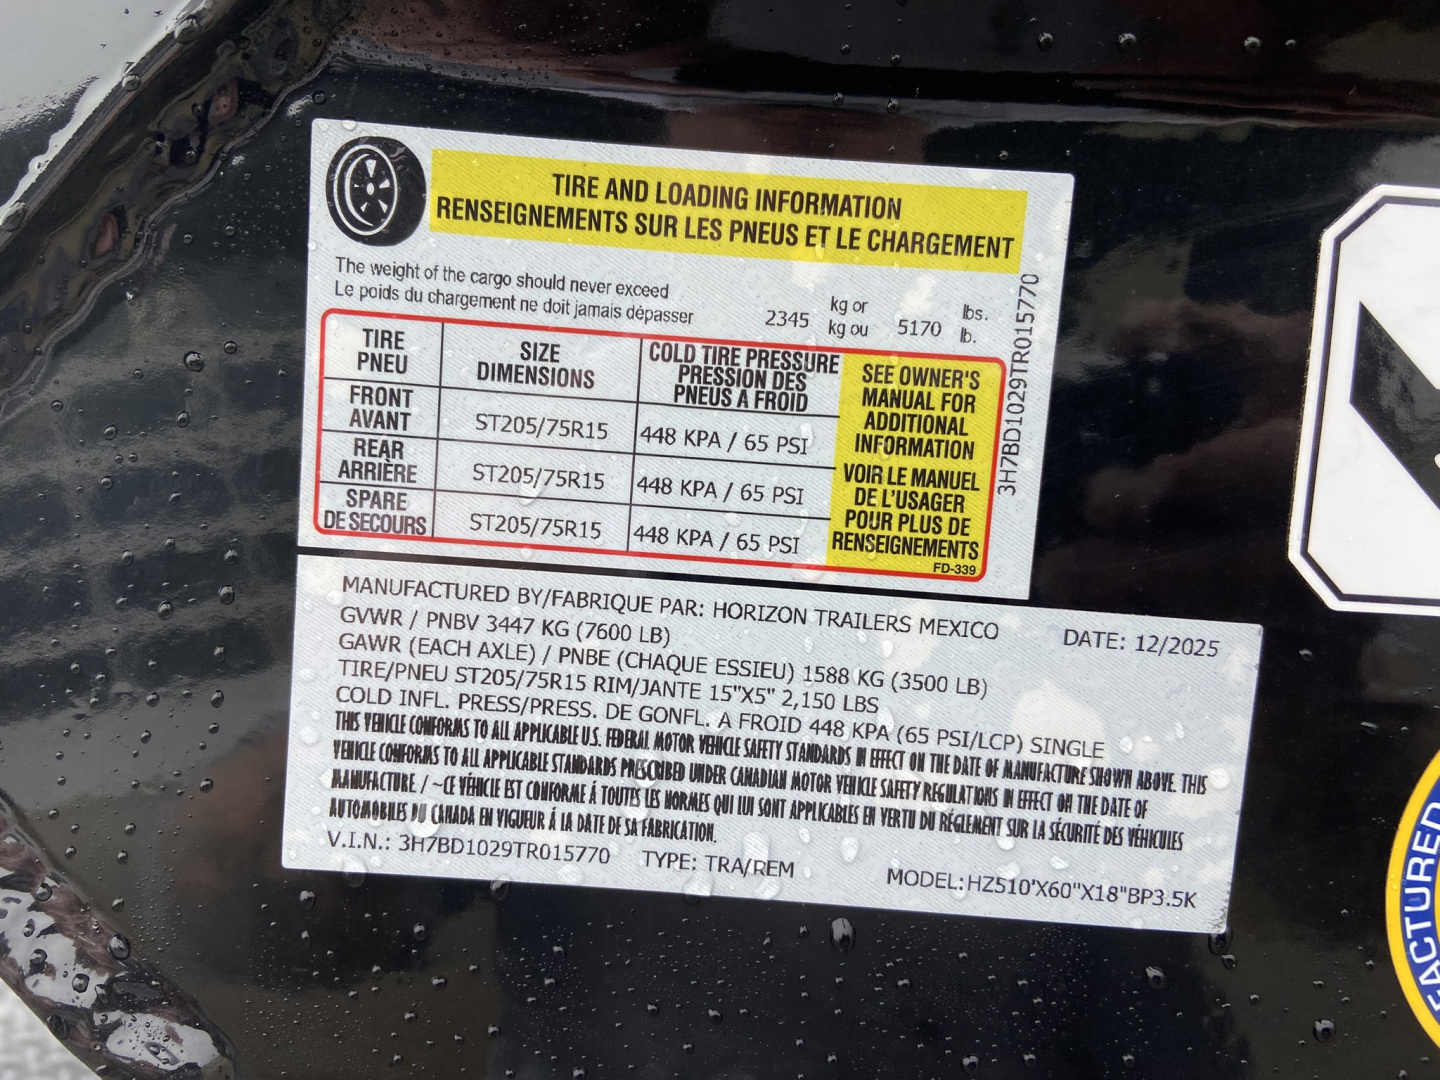 TIRE AND LOADING INFORMATION
RENSEIGNEMENTS SUR LES PNEUS ET LE CHARGEMENT
The weight of the cargo should never exceed
Le poids du chargement ne doit jamais dépasser
2345 kg or 5170 lbs.
kg ou lb.
TIRE
PNEU
SIZE
DIMENSIONS
COLD TIRE PRESSURE
PRESSION DES
PNEUS A FROID
SEE OWNER'S
MANUAL FOR
ADDITIONAL
INFORMATION
VOIR LE MANUEL
DE L'USAGER
POUR PLUS DE
RENSEIGNEMENTS
FD-339
FRONT
AVANT
ST205/75R15
448 KPA / 65 PSI
REAR
ARRIÈRE
ST205/75R15
448 KPA / 65 PSI
SPARE
DE SECOURS
ST205/75R15
448 KPA / 65 PSI
3H7BD1029TR015770
MANUFACTURED BY/FABRIQUE PAR: HORIZON TRAILERS MEXICO
DATE: 12/2025
GVWR / PNBV 3447 KG (7600 LB)
GAWR (EACH AXLE) / PNBE (CHAQUE ESSIEU) 1588 KG (3500 LB)
TIRE/PNEU ST205/75R15 RIM/JANTE 15"X5" 2,150 LBS
COLD INFL. PRESS/PRESS. DE GONFL. A FROID 448 KPA (65 PSI/LCP) SINGLE
THIS VEHICLE CONFORMS TO ALL APPLICABLE U.S. FEDERAL MOTOR VEHICLE SAFETY STANDARDS IN EFFECT ON THE DATE OF MANUFACTURE SHOWN ABOVE. THIS
VEHICLE CONFORMS TO ALL APPLICABLE STANDARDS PRESCRIBED UNDER CANADIAN MOTOR VEHICLE SAFETY REGULATIONS IN EFFECT ON THE DATE OF
MANUFACTURE / ~CE VÉHICLE EST CONFORME Á TOUTES LES NORMES QUI LUI SONT APPLICABLES EN VERTU DU RÉGLEMENT SUR LA SÉCURITÉ DES VÉHICULES
AUTOMOBILES DU CANADA EN VIGUEUR Á LA DATE DE SA FABRICATION.
V.I.N.: 3H7BD1029TR015770 TYPE: TRA/REM MODEL:HZ510'X60"X18"BP3.5K
FACTURED